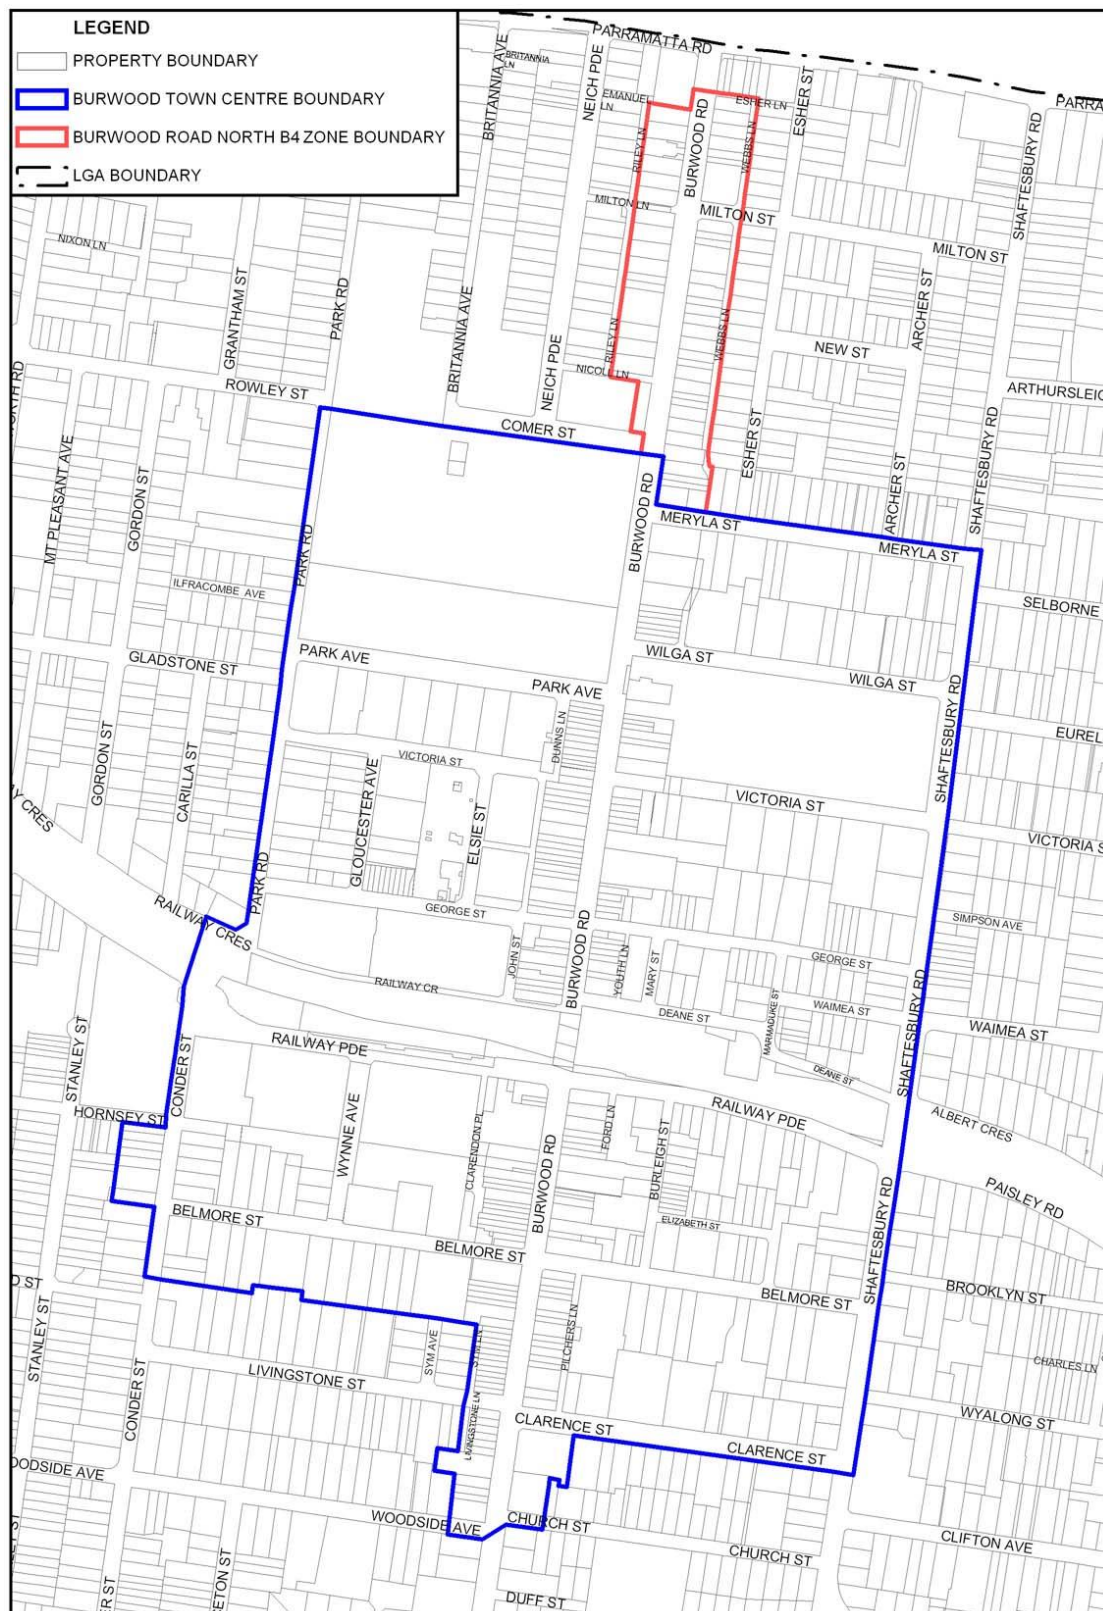 LEGEND
PROPERTY BOUNDARY
BURWOOD TOWN CENTRE BOUNDARY
BURWOOD ROAD NORTH B4 ZONE BOUNDARY
LGA BOUNDARY
PARRAMATTA RD
BRITANNIA AVE
BRITANNIA LN
NEICH PDE
EMANUEL LN
RILEY LN
BURWOOD RD
ESHER LN
WEBBS LN
ESHER ST
PARRA
SHAFTESBURY RD
MILTON LN
MILTON ST
MILTON ST
NIXON LN
GRANTHAM ST
PARK RD
BRITANNIA AVE
NEICH PDE
RILEY LN
NICOLL LN
WEBBS LN
ARCHER ST
NEW ST
ARTHURSLEIG
ROWLEY ST
COMER ST
ESHER ST
ARCHER ST
SHAFTESBURY RD
ORTH RD
MT PLEASANT AVE
GORDON ST
PARK RD
BURWOOD RD
MERYLA ST
MERYLA ST
ILFRACOMBE AVE
SELBORNE
GLADSTONE ST
PARK AVE
PARK AVE
WILGA ST
WILGA ST
SHAFTESBURY RD
EUREL
GORDON ST
CARILLA ST
DUNNS LN
VICTORIA ST
GLOUCESTER AVE
ELSIE ST
VICTORIA ST
VICTORIA S
Y CRES
PARK RD
RAILWAY CRES
GEORGE ST
JOHN ST
BURWOOD RD
YOUTH LN
MARY ST
GEORGE ST
SIMPSON AVE
RAILWAY CR
DEANE ST
MARMADUKE ST
WAIMEA ST
WAIMEA ST
SHAFTESBURY RD
DEANE ST
STANLEY ST
CONDER ST
RAILWAY PDE
RAILWAY PDE
ALBERT CRES
HORNSEY ST
WYNNE AVE
CLARENDON PL
BURWOOD RD
FORD LN
BURLEIGH ST
PAISLEY RD
SHAFTESBURY RD
BELMORE ST
BELMORE ST
ELIZABETH ST
BELMORE ST
BROOKLYN ST
D ST
STANLEY ST
CONDER ST
LIVINGSTONE ST
SYM AVE
SYM LN
PILCHERS LN
CHARLES LN
LIVINGSTONE LN
CLARENCE ST
CLARENCE ST
WYALONG ST
OODSIDE AVE
WOODSIDE AVE
CHURCH ST
CHURCH ST
CLIFTON AVE
ETON ST
ER ST
DUFF ST